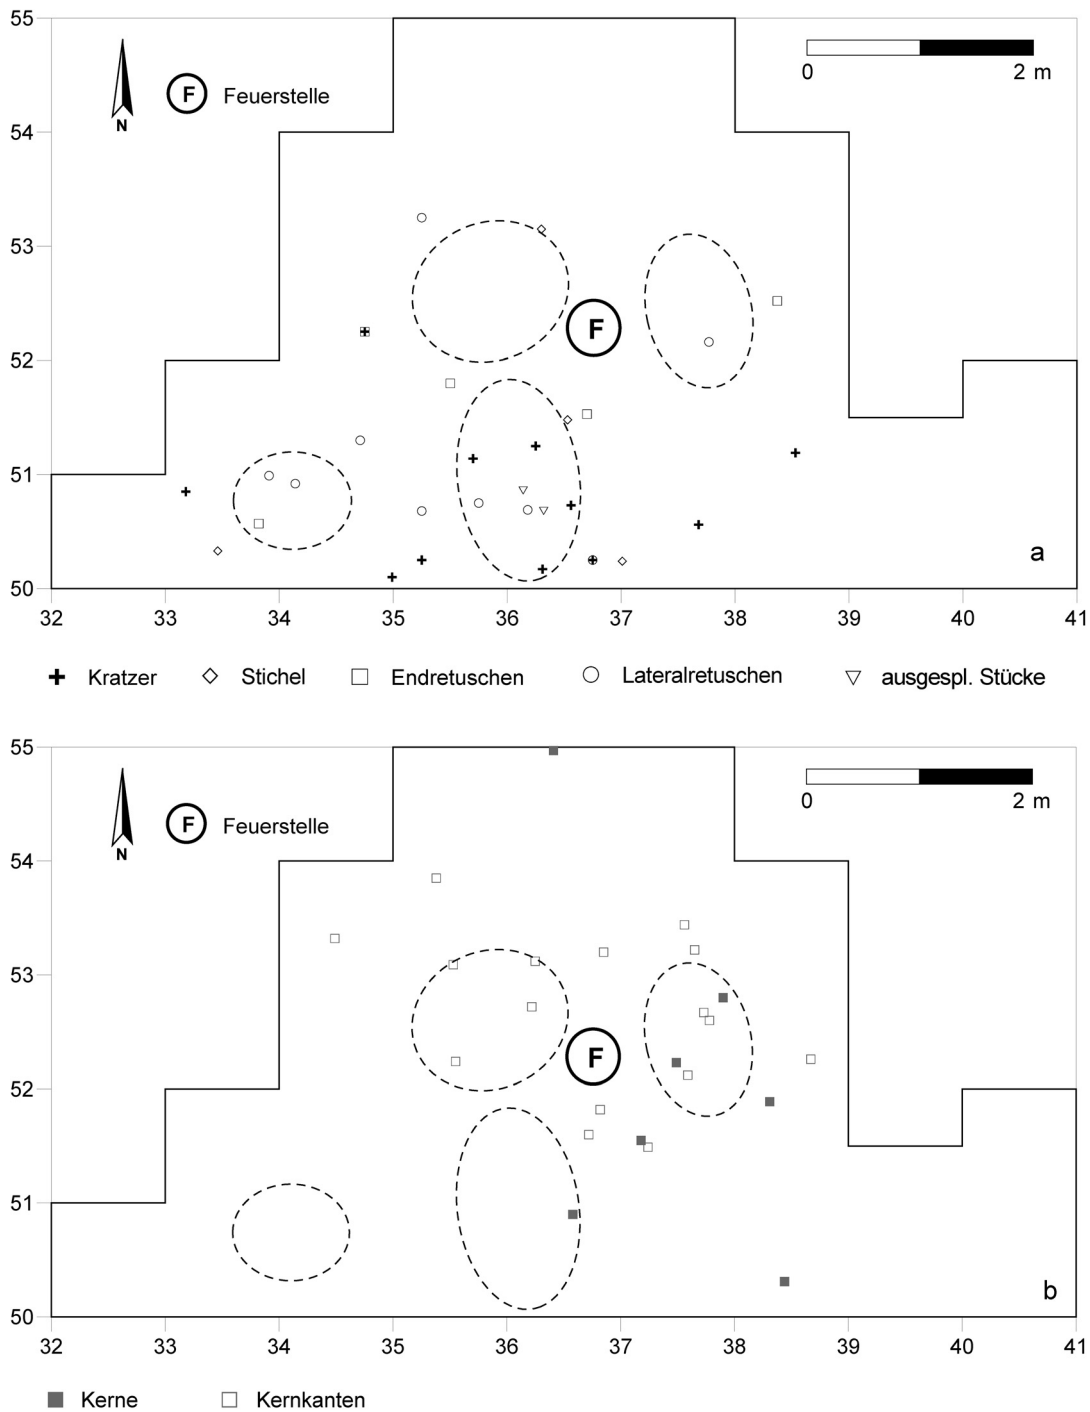 55
0 2 m
F Feuerstelle
N
54
53
F
52
51
a
50
32 33 34 35 36 37 38 39 40 41
Kratzer Stichel Endretuschen Lateralretuschen ausgespl. Stücke
55
0 2 m
F Feuerstelle
N
54
53
F
52
51
b
50
32 33 34 35 36 37 38 39 40 41
Kerne Kernkanten